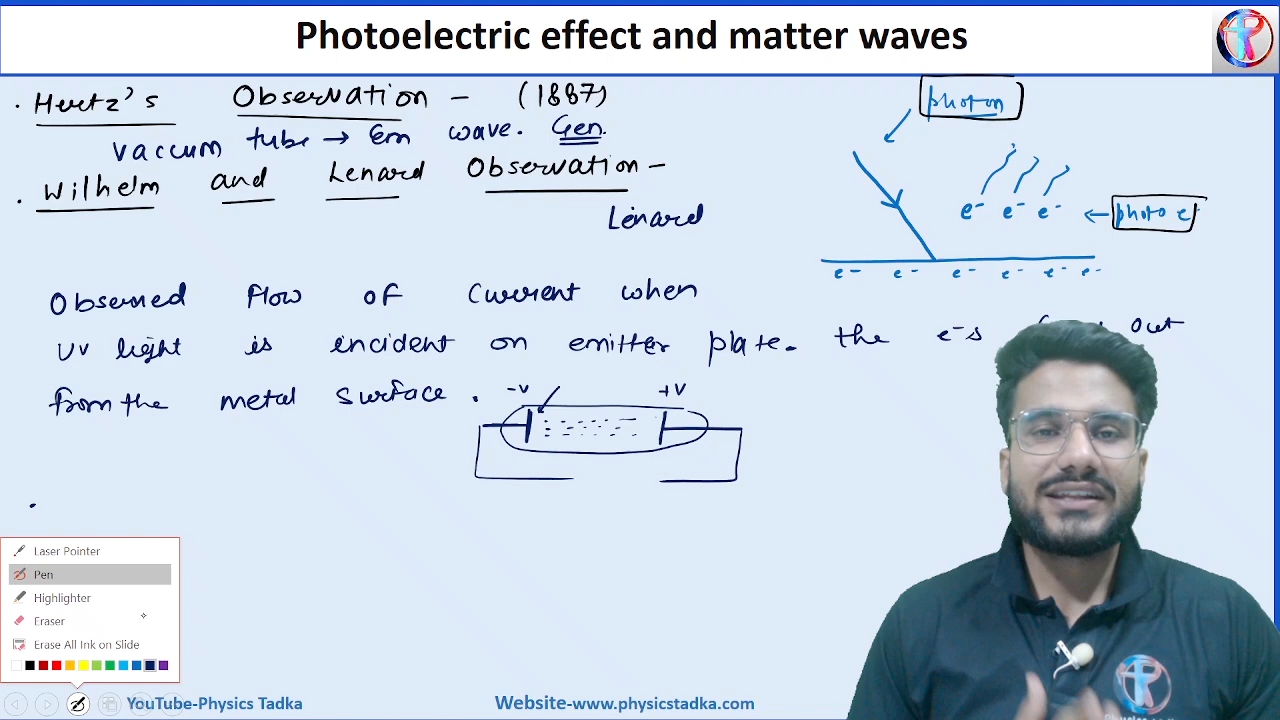 Photoelectric effect and matter waves
. Hertz's Observation - (1887)
vaccum tube → Em wave. Gen.
. Wilhelm and Lenard Observation -
Lenard
photon
e- e- e- ← photo e-
e- e- e- e- e- e-
Observed flow of current when
UV light is incident on emitter plate. the e-s out
from the metal surface.
-V +V
.
Laser Pointer
Pen
Highlighter
Eraser
Erase All Ink on Slide
YouTube-Physics Tadka
Website-www.physicstadka.com